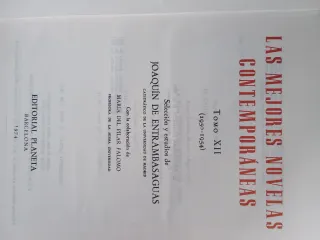 LAS MEJORES NOVELAS
CONTEMPORÁNEAS
TOMO XII
(1950-1954)
Selección y estudios de
JOAQUÍN DE ENTRAMBASAGUAS
CATEDRÁTICO DE LA UNIVERSIDAD DE MADRID
Con la colaboración de
MARÍA DEL PILAR PALOMO
PROFESORA DE LA MISMA UNIVERSIDAD
EDITORIAL PLANETA
BARCELONA
1974